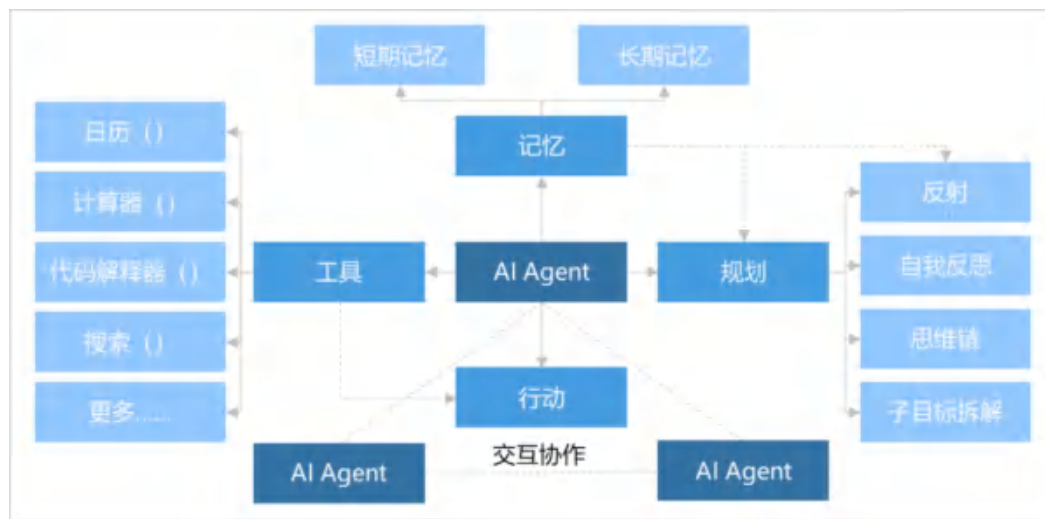 短期记忆
长期记忆
日历（）
记忆
计算器（）
反射
代码解释器（）
工具
AI Agent
规划
自我反思
搜索（）
思维链
更多……
行动
子目标拆解
交互协作
AI Agent
AI Agent